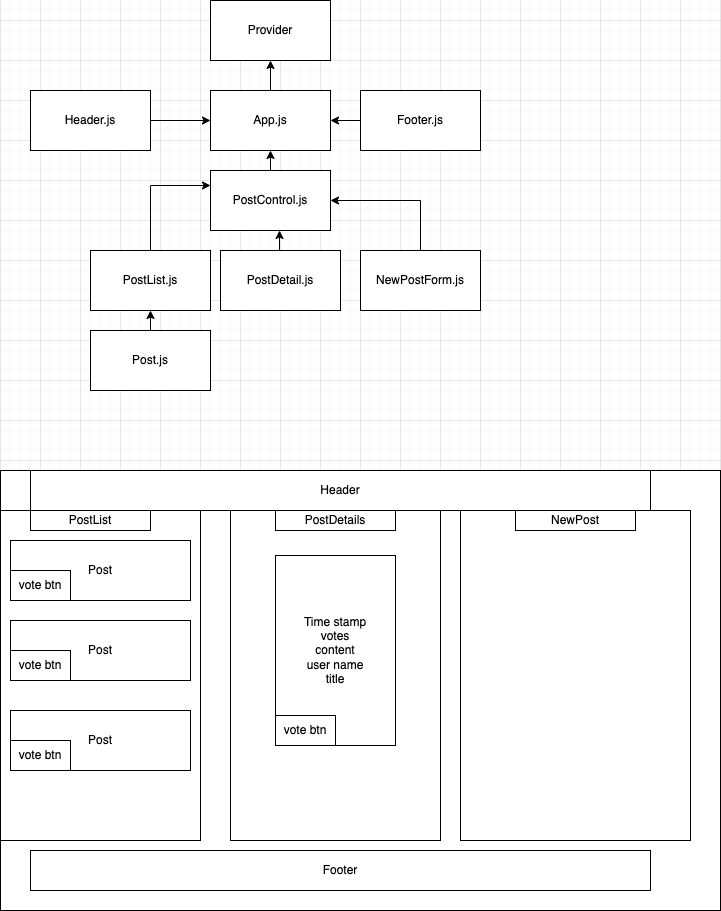 Provider
Header.js
App.js
Footer.js
PostControl.js
PostList.js
PostDetail.js
NewPostForm.js
Post.js
Header
PostList
PostDetails
NewPost
Post
vote btn
Post
vote btn
Post
vote btn
Time stamp
votes
content
user name
title
vote btn
Footer